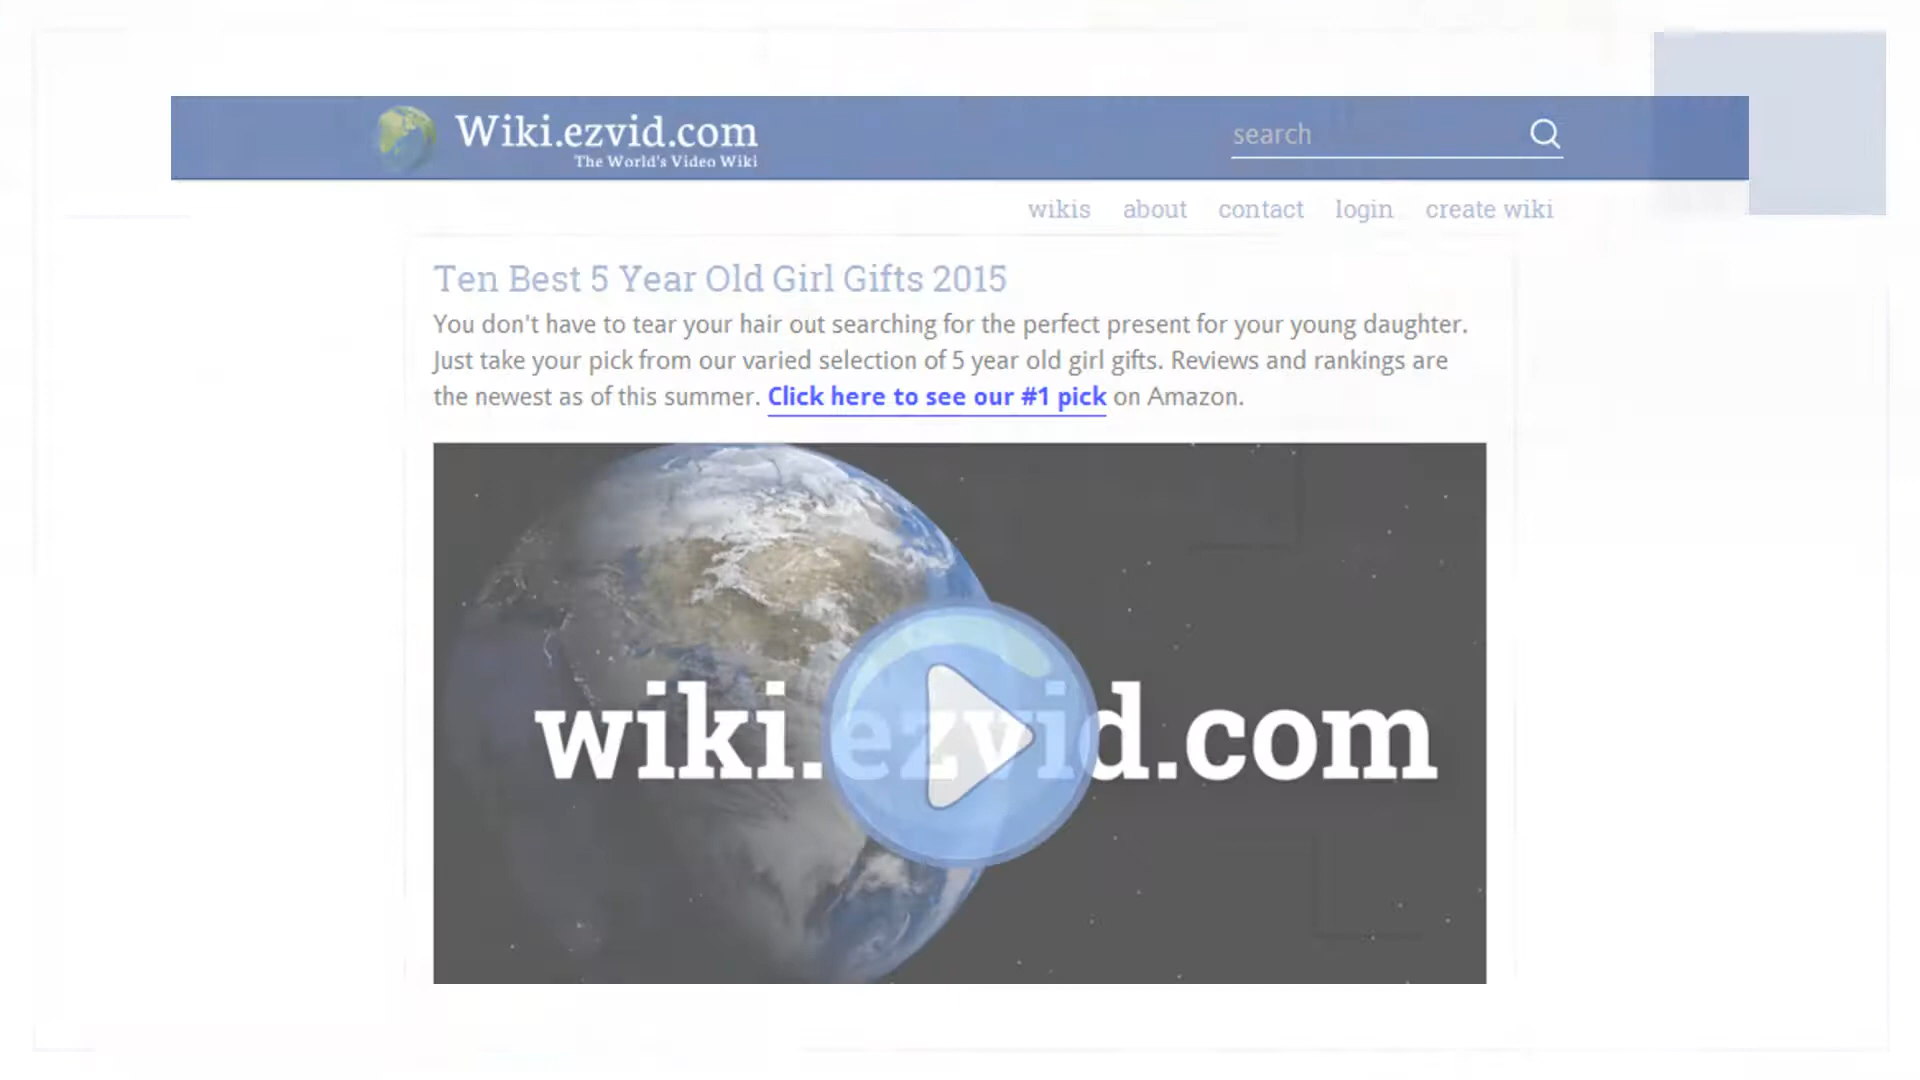 Wiki.ezvid.com
The World's Video Wiki
search
wikis about contact login create wiki
Ten Best 5 Year Old Girl Gifts 2015
You don't have to tear your hair out searching for the perfect present for your young daughter.
Just take your pick from our varied selection of 5 year old girl gifts. Reviews and rankings are
the newest as of this summer. Click here to see our #1 pick on Amazon.
wiki.ezvid.com